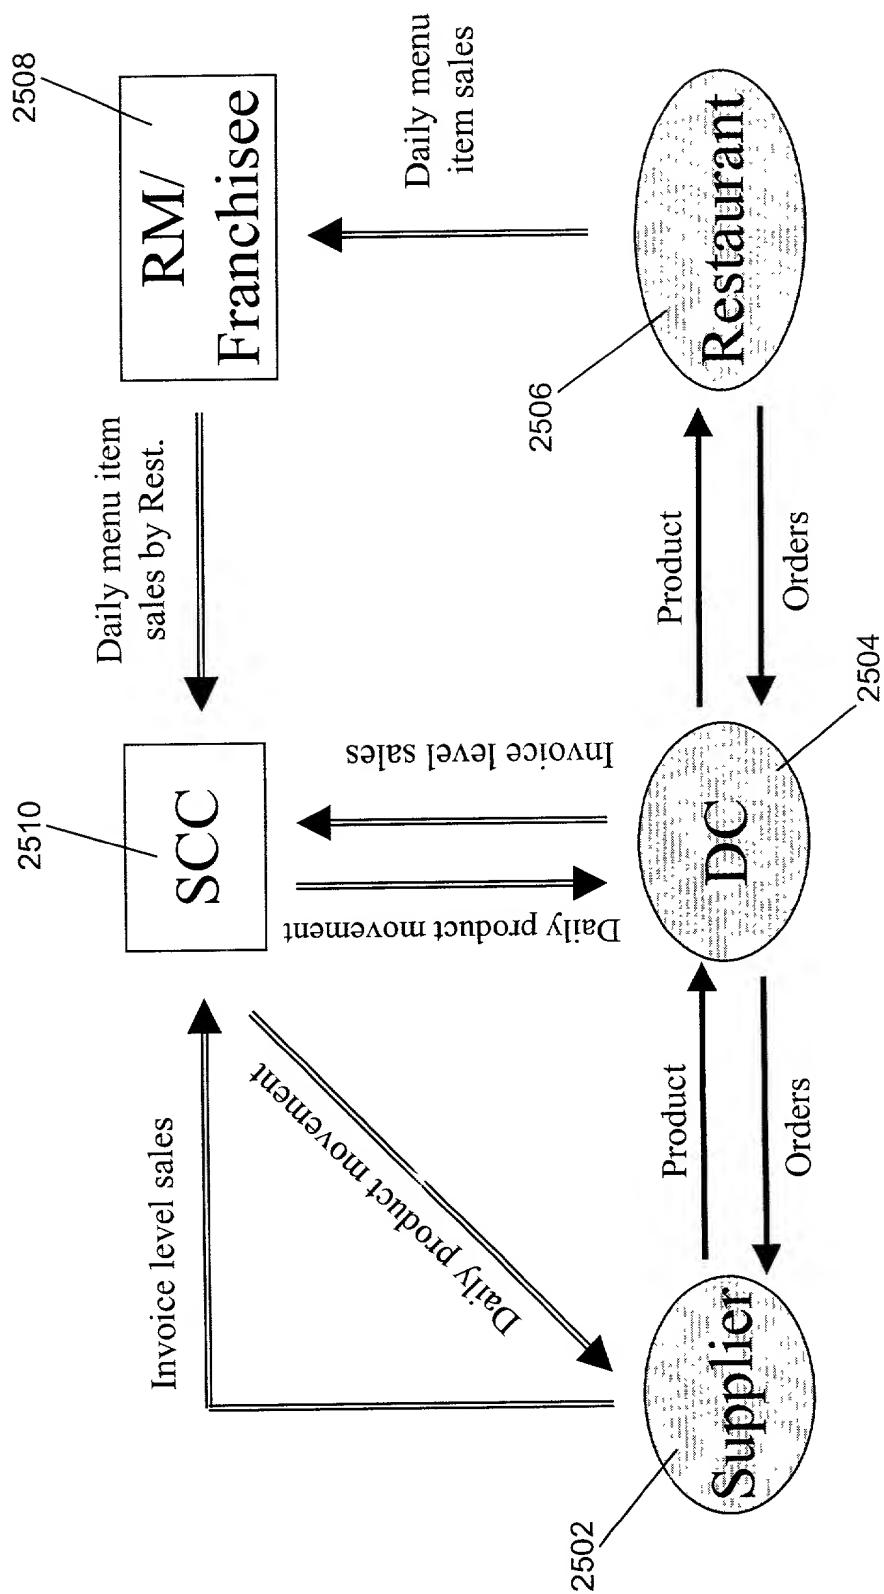 2510
2508
SCC
RM/
Franchisee
Daily menu item
sales by Rest.
Invoice level sales
Daily product movement
Daily product movement
Invoice level sales
Daily menu
item sales
2502
Supplier
Product
Orders
DC
2504
Product
Orders
2506
Restaurant